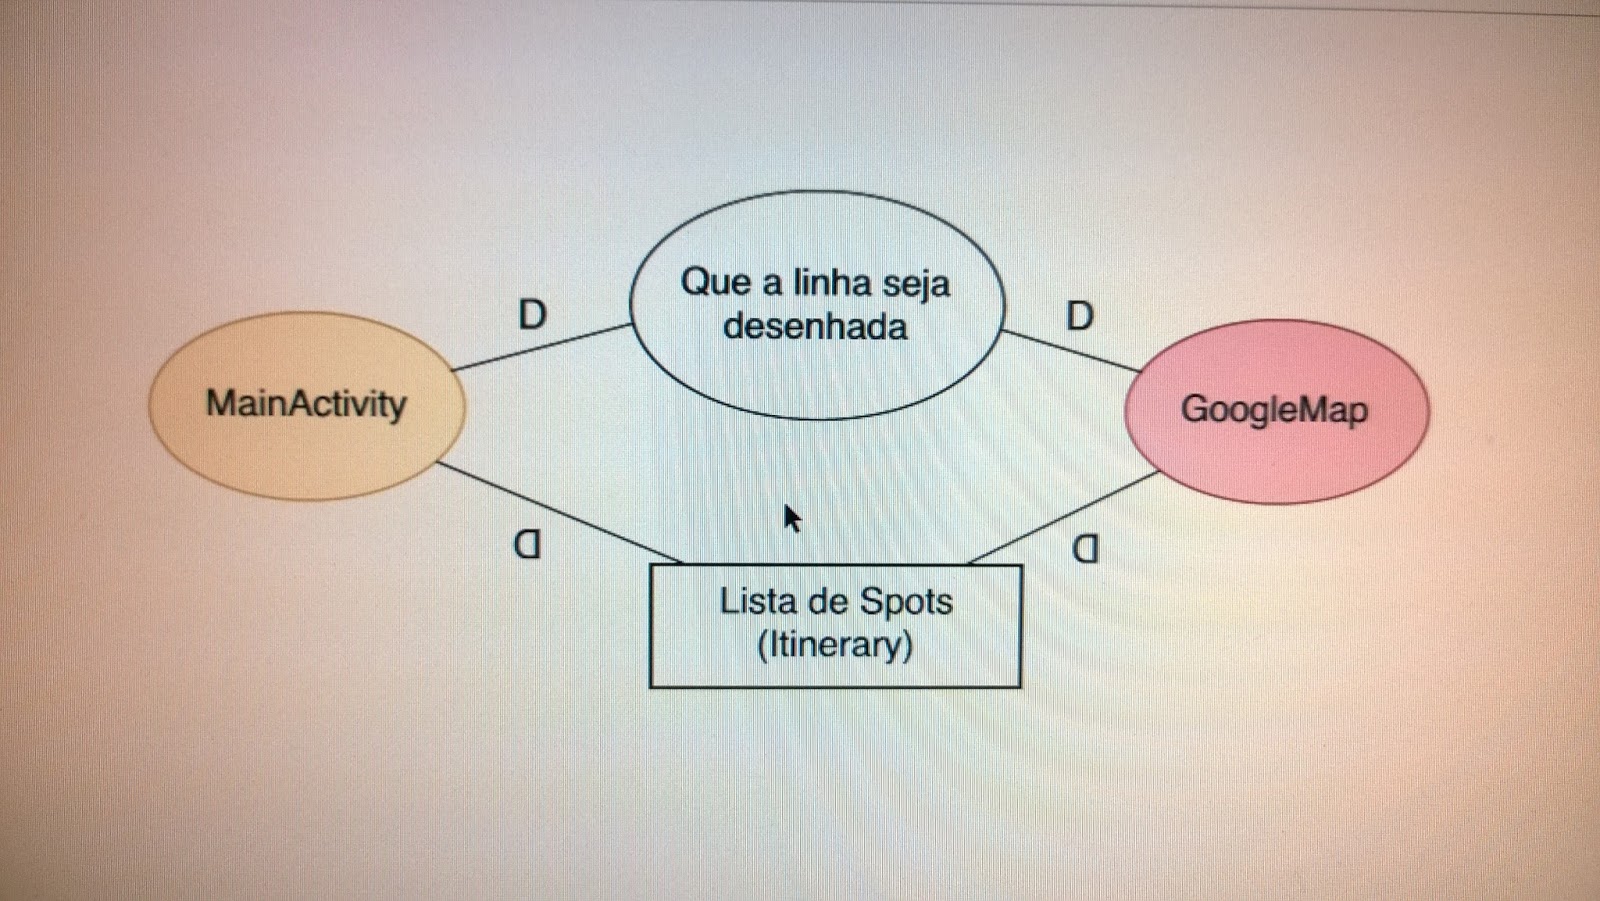 Que a linha seja
desenhada
D
D
MainActivity
GoogleMap
D
D
Lista de Spots
(Itinerary)